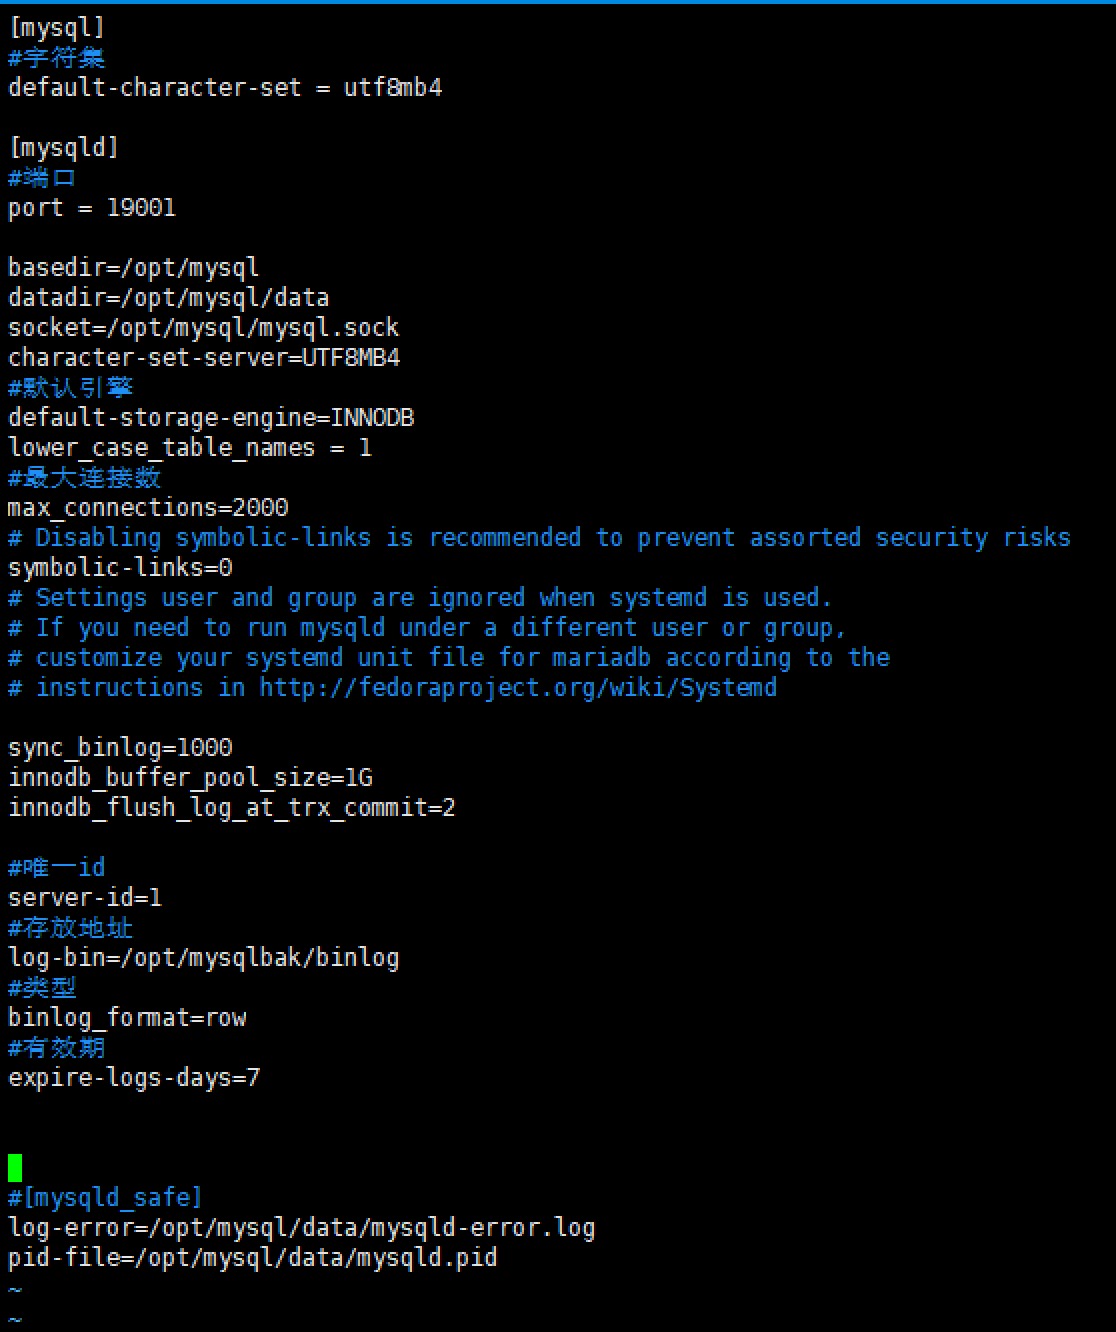 [mysql]
#字符集
default-character-set = utf8mb4
[mysqld]
#端口
port = 19001
basedir=/opt/mysql
datadir=/opt/mysql/data
socket=/opt/mysql/mysql.sock
character-set-server=UTF8MB4
#默认引擎
default-storage-engine=INNODB
lower_case_table_names = 1
#最大连接数
max_connections=2000
# Disabling symbolic-links is recommended to prevent assorted security risks
symbolic-links=0
# Settings user and group are ignored when systemd is used.
# If you need to run mysqld under a different user or group,
# customize your systemd unit file for mariadb according to the
# instructions in http://fedoraproject.org/wiki/Systemd
sync_binlog=1000
innodb_buffer_pool_size=1G
innodb_flush_log_at_trx_commit=2
#唯一id
server-id=1
#存放地址
log-bin=/opt/mysqlbak/binlog
#类型
binlog_format=row
#有效期
expire-logs-days=7
#[mysqld_safe]
log-error=/opt/mysql/data/mysqld-error.log
pid-file=/opt/mysql/data/mysqld.pid
~
~